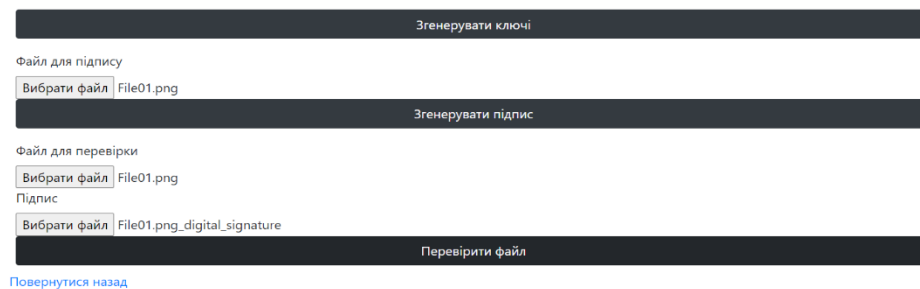 Згенерувати ключі
Файл для підпису
Вибрати файл File01.png
Згенерувати підпис
Файл для перевірки
Вибрати файл File01.png
Підпис
Вибрати файл File01.png_digital_signature
Перевірити файл
Повернутися назад